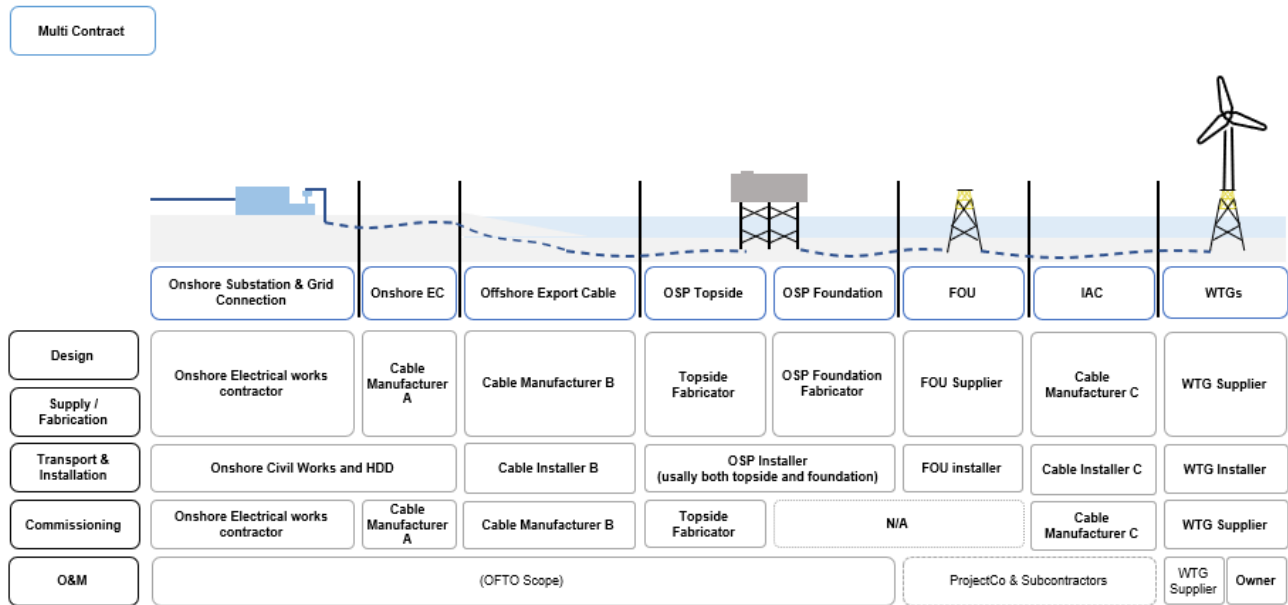 Multi Contract
Onshore Substation & Grid
Connection
Onshore EC
Offshore Export Cable
OSP Topside
OSP Foundation
FOU
IAC
WTGs
Design
Supply /
Fabrication
Onshore Electrical works
contractor
Cable
Manufacturer
A
Cable Manufacturer B
Topside
Fabricator
OSP Foundation
Fabricator
FOU Supplier
Cable
Manufacturer C
WTG Supplier
Transport &
Installation
Onshore Civil Works and HDD
Cable Installer B
OSP Installer
(usally both topside and foundation)
FOU installer
Cable Installer C
WTG Installer
Commissioning
Onshore Electrical works
contractor
Cable
Manufacturer
A
Cable Manufacturer B
Topside
Fabricator
N/A
Cable
Manufacturer C
WTG Supplier
O&M
(OFTO Scope)
ProjectCo & Subcontractors
WTG
Supplier
Owner